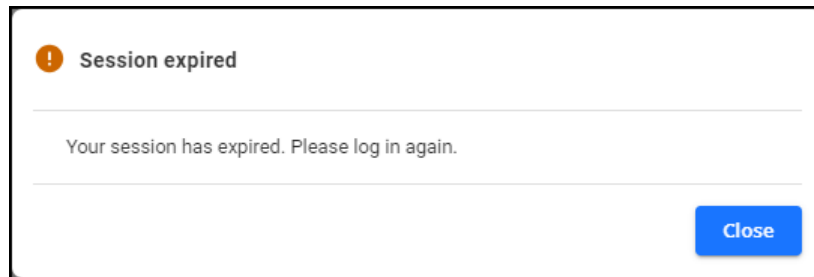 Session expired
Your session has expired. Please log in again.
Close